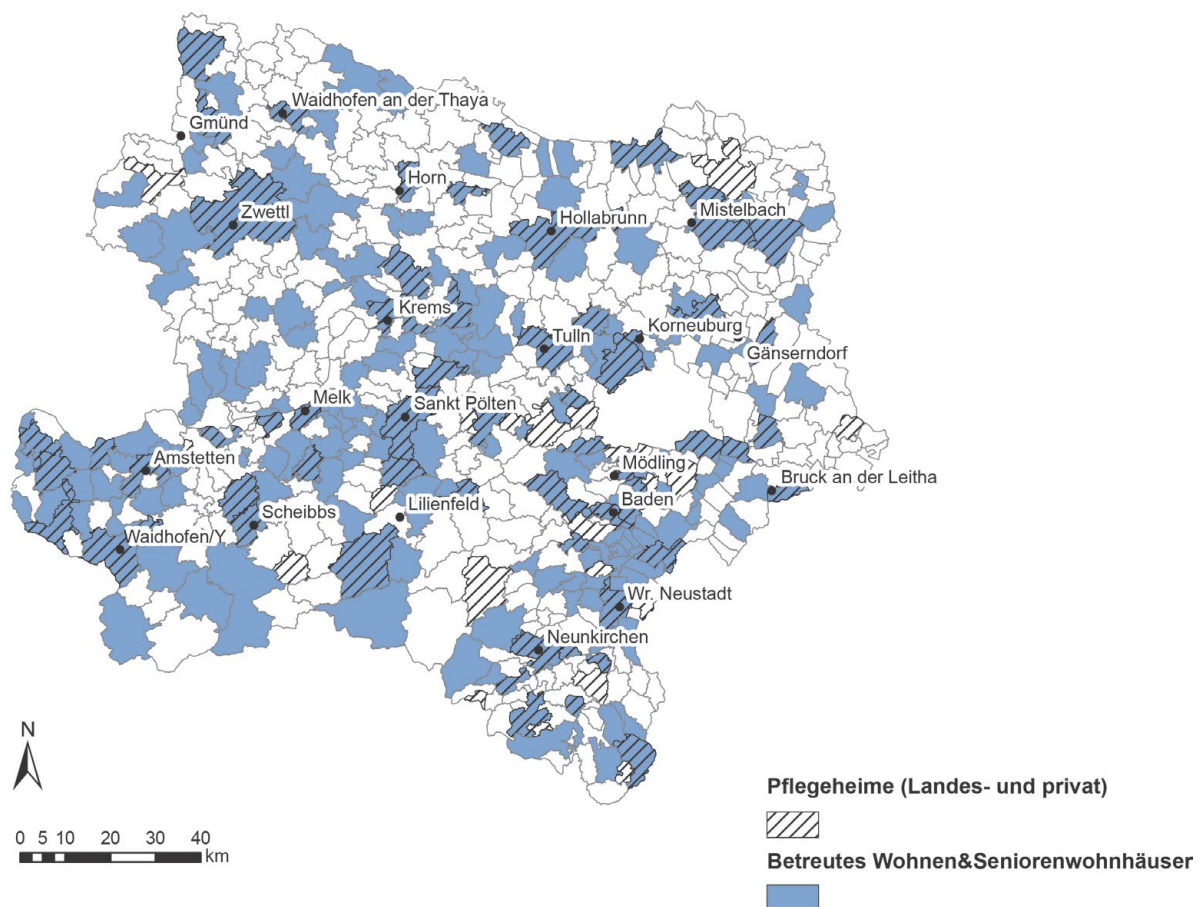 Waidhofen an der Thaya
Gmünd
Horn
Zwettl
Hollabrunn
Mistelbach
Krems
Tulln
Korneuburg
Gänserndorf
Melk
Sankt Pölten
Amstetten
Mödling
Bruck an der Leitha
Baden
Lilienfeld
Scheibbs
Waidhofen/Y
Wr. Neustadt
Neunkirchen
N
0 5 10 20 30 40
km
Pflegeheime (Landes- und privat)
Betreutes Wohnen&Seniorenwohnhäuser